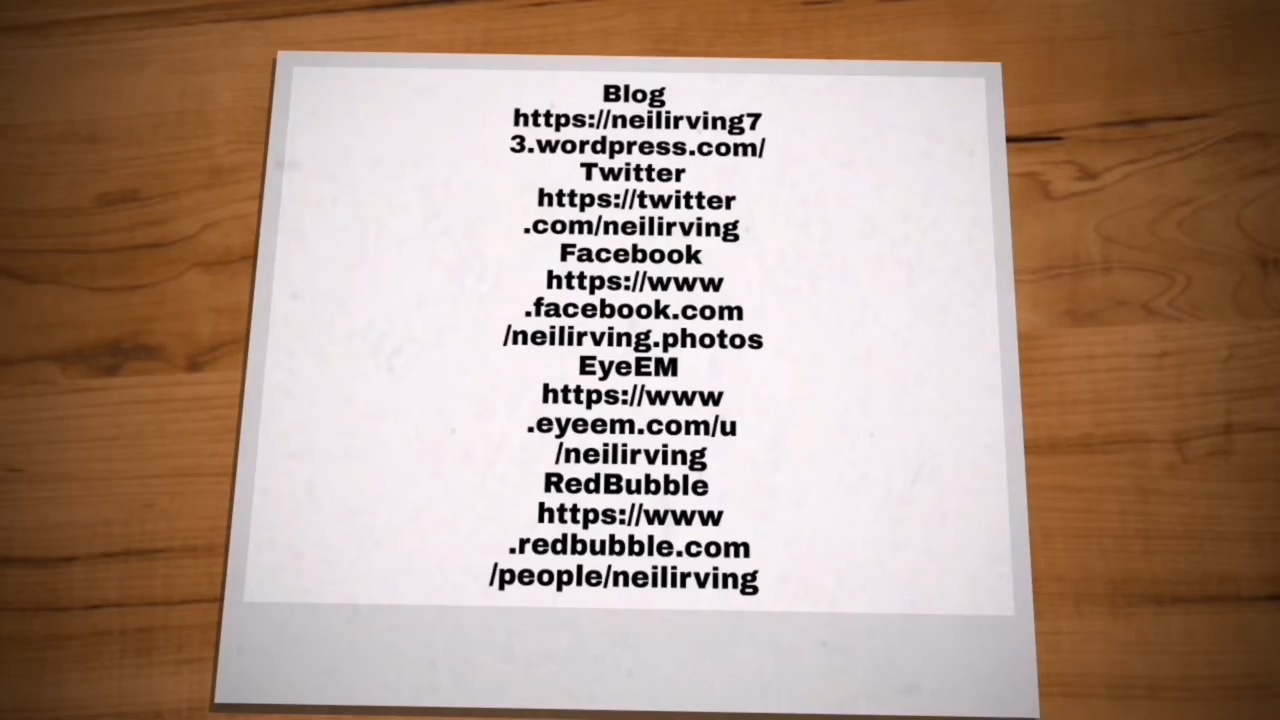 Blog
https://neilirving7
3.wordpress.com/
Twitter
https://twitter
.com/neilirving
Facebook
https://www
.facebook.com
/neilirving.photos
EyeEM
https://www
.eyeem.com/u
/neilirving
RedBubble
https://www
.redbubble.com
/people/neilirving